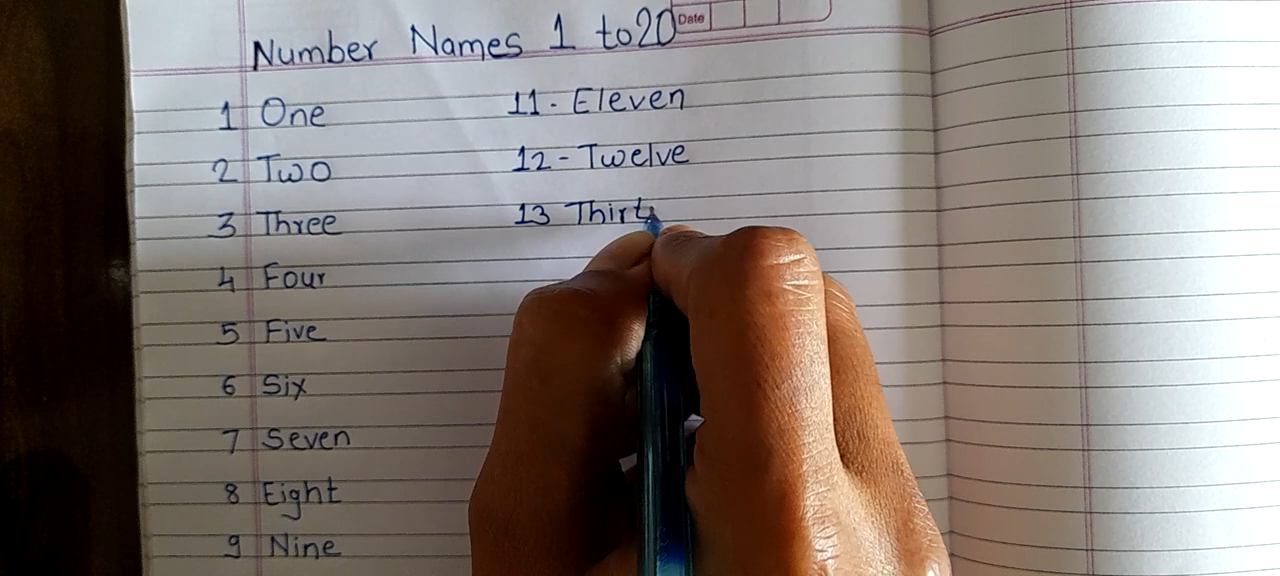 Date
Number Names 1 to20
1 One
2 Two
3 Three
4 Four
5 Five
6 Six
7 Seven
8 Eight
9 Nine
11- Eleven
12- Twelve
13 Thirt